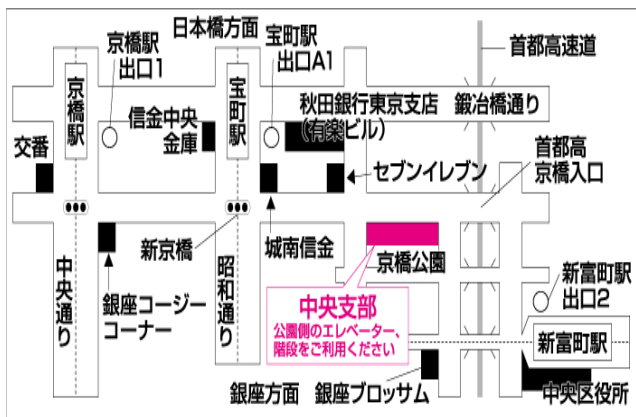 日本橋方面
京橋駅
出口1
宝町駅
出口A1
首都高速道
京橋駅
宝町駅
秋田銀行東京支店
(有楽ビル)
鍛冶橋通り
信金中央
金庫
交番
首都高
京橋入口
セブンイレブン
新京橋
城南信金
京橋公園
中央通り
昭和通り
銀座コージー
コーナー
中央支部
公園側のエレベーター、
階段をご利用ください
新富町駅
出口2
新富町駅
銀座方面
銀座ブロッサム
中央区役所